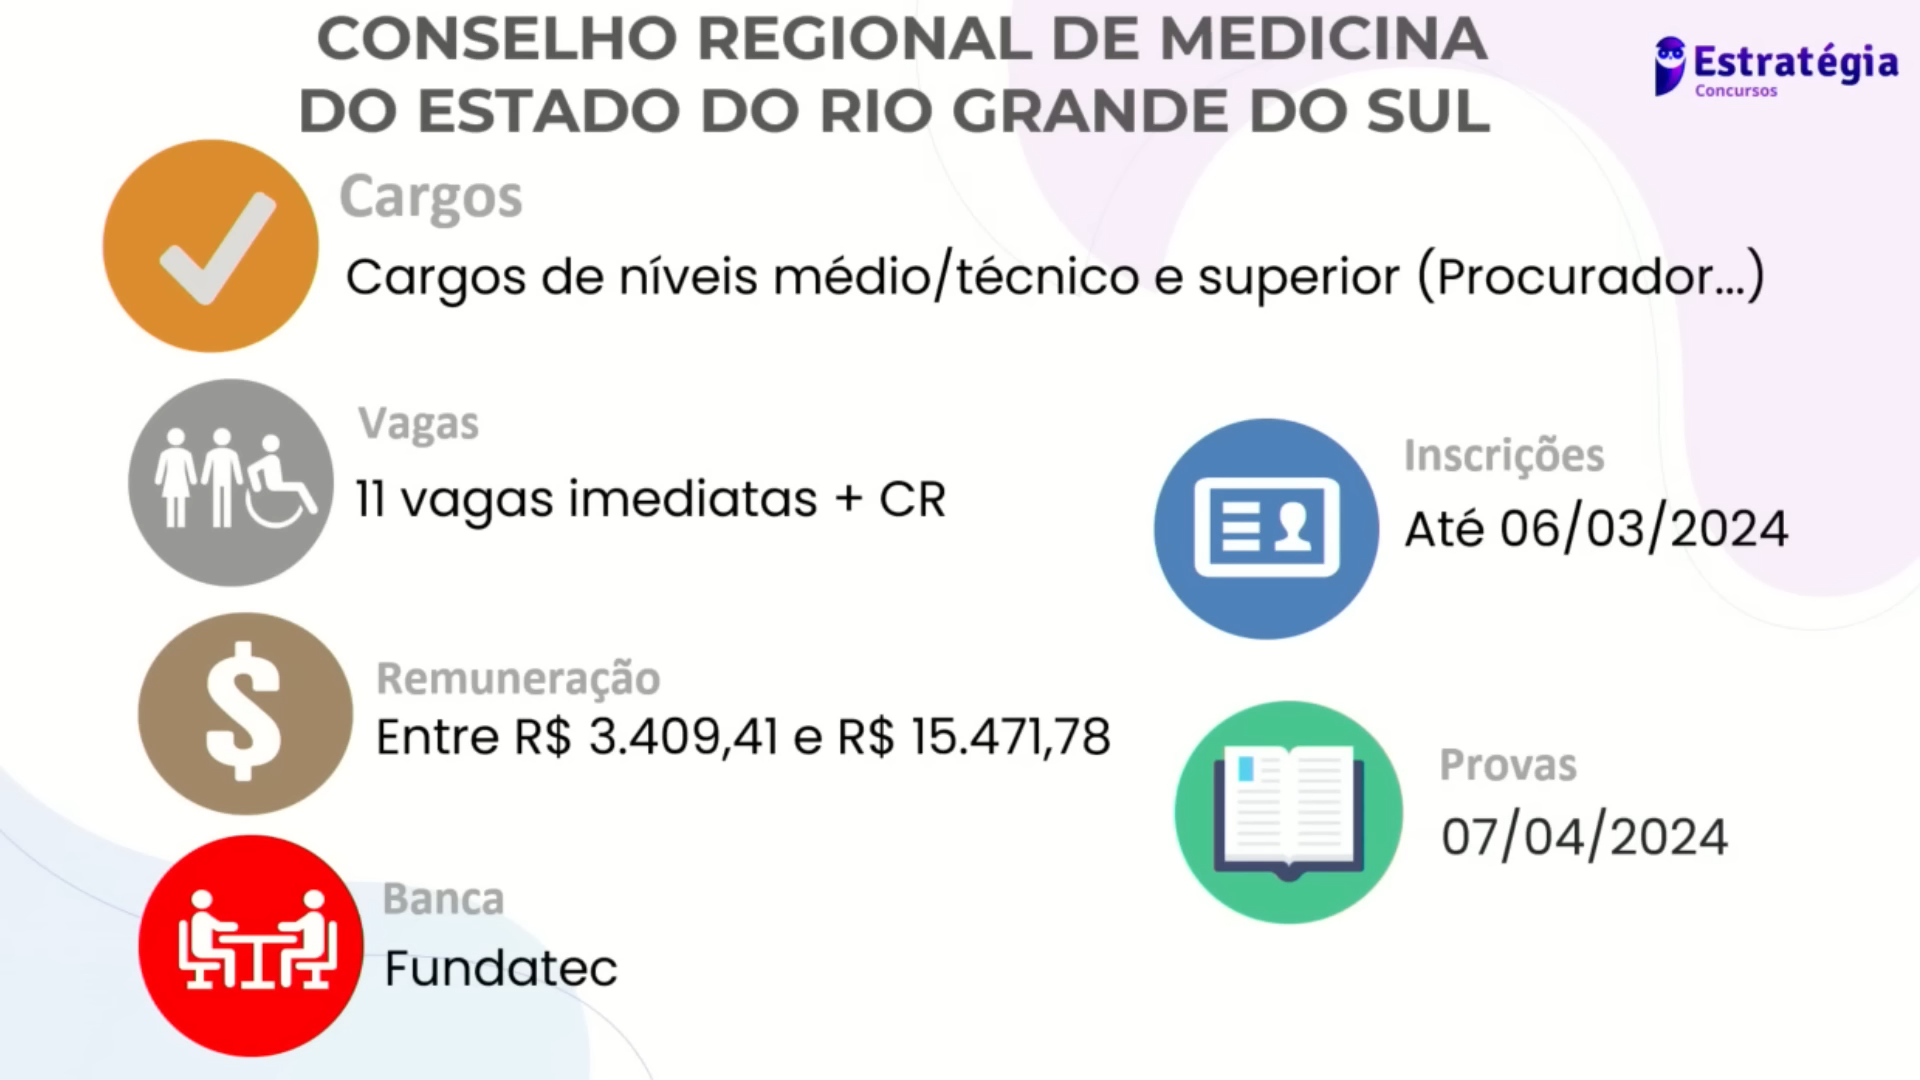 CONSELHO REGIONAL DE MEDICINA
DO ESTADO DO RIO GRANDE DO SUL
Estratégia
Concursos
Cargos
Cargos de níveis médio/técnico e superior (Procurador...)
Vagas
11 vagas imediatas + CR
Inscrições
Até 06/03/2024
Remuneração
Entre R$ 3.409,41 e R$ 15.471,78
Provas
07/04/2024
Banca
Fundatec